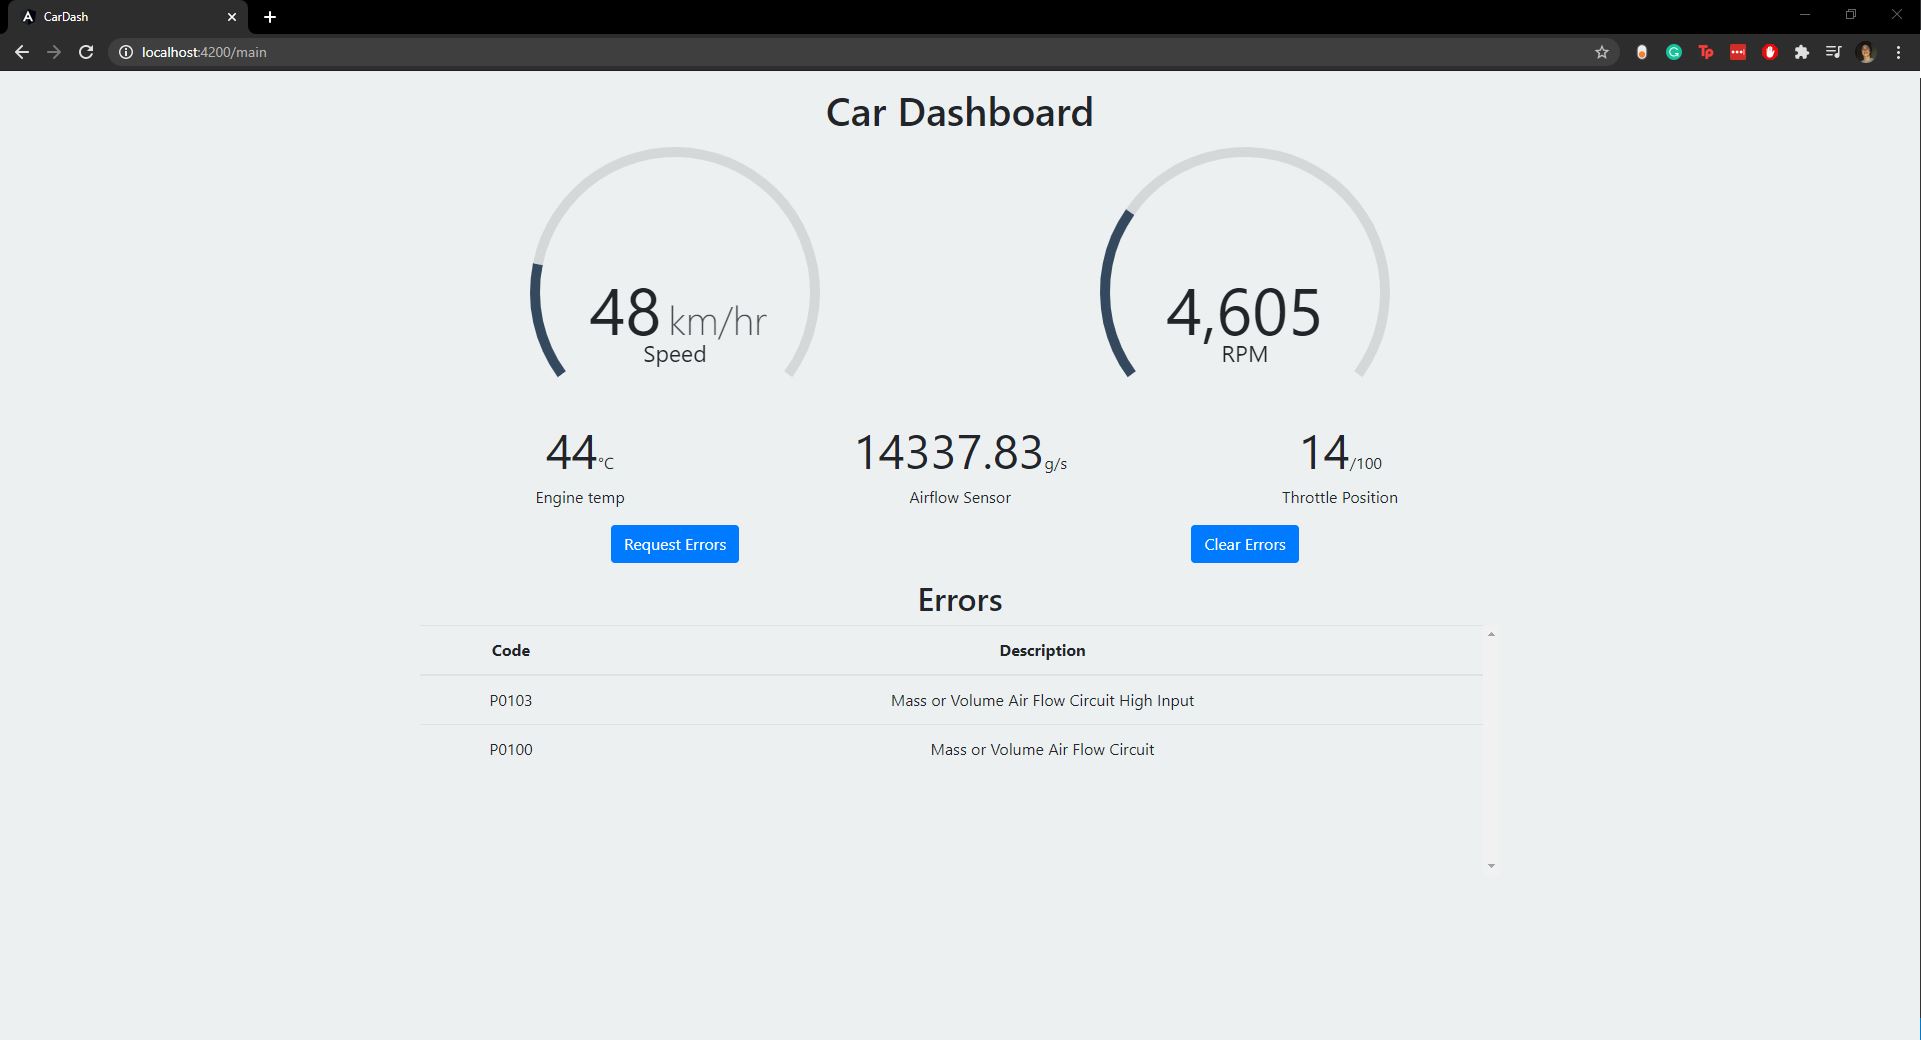 CarDash
localhost:4200/main
Car Dashboard
48 km/hr
Speed
4,605
RPM
44°C
Engine temp
14337.83g/s
Airflow Sensor
14/100
Throttle Position
Request Errors
Clear Errors
Errors
Code Description
P0103 Mass or Volume Air Flow Circuit High Input
P0100 Mass or Volume Air Flow Circuit